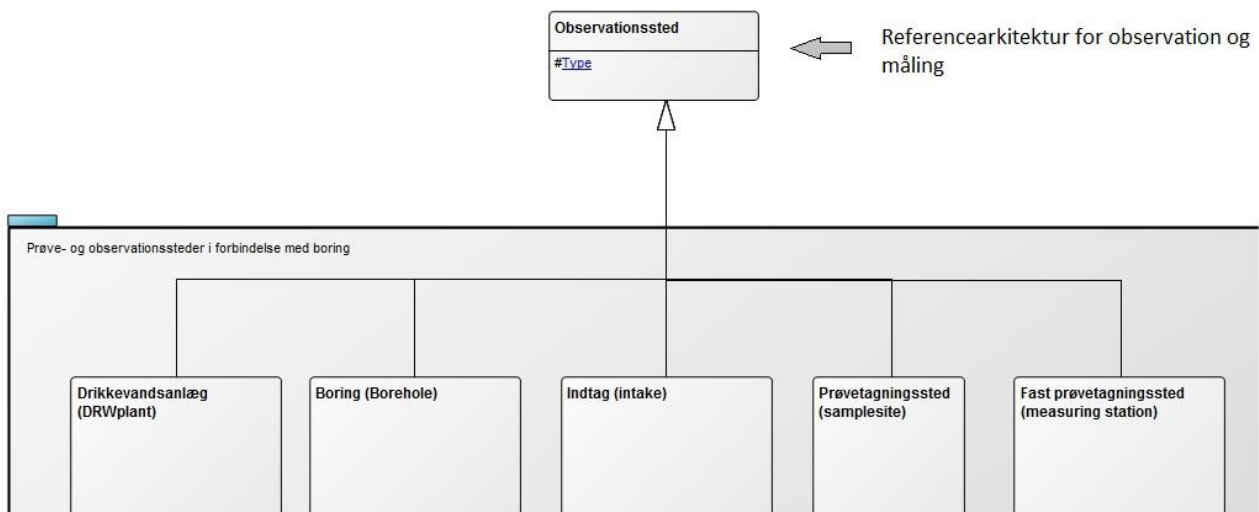 Observationssted
#Type
Referencearkitektur for observation og
måling
Prøve- og observationssteder i forbindelse med boring
Drikkevandsanlæg
(DRWplant)
Boring (Borehole)
Indtag (intake)
Prøvetagningssted
(samplesite)
Fast prøvetagningssted
(measuring station)